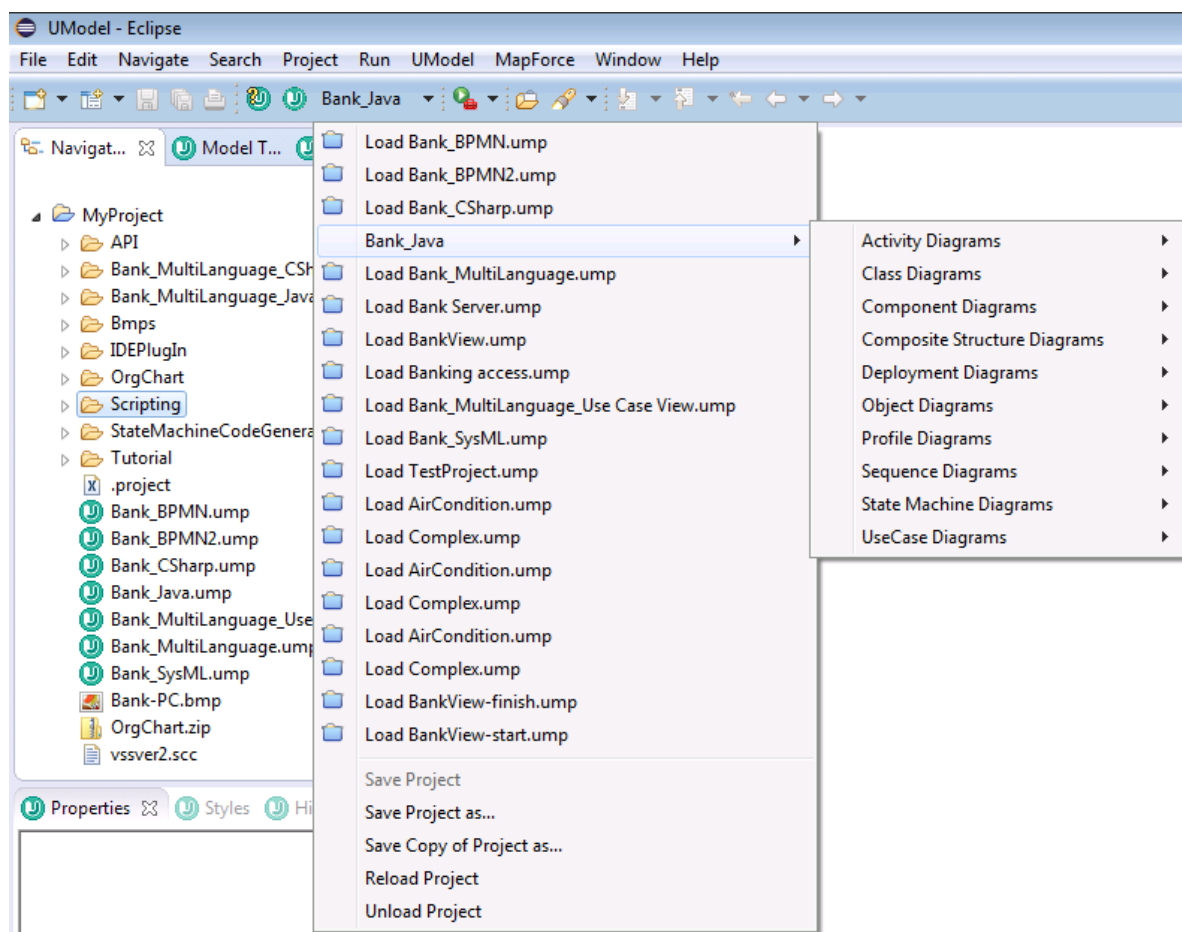 UModel - Eclipse
File Edit Navigate Search Project Run UModel MapForce Window Help
Bank_Java
Navigat... Model T...
MyProject
API
Bank_MultiLanguage_CSh
Bank_MultiLanguage_Java
Bmps
IDEPlugIn
OrgChart
Scripting
StateMachineCodeGenera
Tutorial
.project
Bank_BPMN.ump
Bank_BPMN2.ump
Bank_CSharp.ump
Bank_Java.ump
Bank_MultiLanguage_Use
Bank_MultiLanguage.ump
Bank_SysML.ump
Bank-PC.bmp
OrgChart.zip
vssver2.scc
Properties Styles Hi
Load Bank_BPMN.ump
Load Bank_BPMN2.ump
Load Bank_CSharp.ump
Bank_Java
Load Bank_MultiLanguage.ump
Load Bank Server.ump
Load BankView.ump
Load Banking access.ump
Load Bank_MultiLanguage_Use Case View.ump
Load Bank_SysML.ump
Load TestProject.ump
Load AirCondition.ump
Load Complex.ump
Load AirCondition.ump
Load Complex.ump
Load AirCondition.ump
Load Complex.ump
Load BankView-finish.ump
Load BankView-start.ump
Save Project
Save Project as...
Save Copy of Project as...
Reload Project
Unload Project
Activity Diagrams
Class Diagrams
Component Diagrams
Composite Structure Diagrams
Deployment Diagrams
Object Diagrams
Profile Diagrams
Sequence Diagrams
State Machine Diagrams
UseCase Diagrams